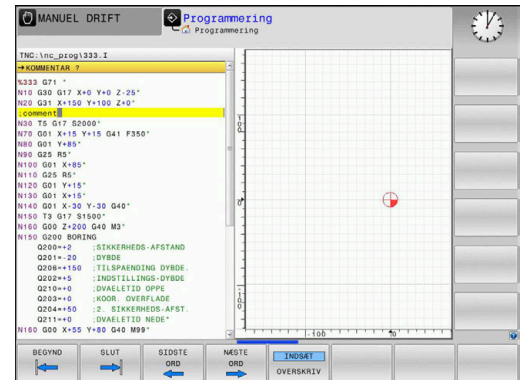 MANUEL DRIFT
Programmering
Programmering
TNC:\nc_prog\333.I
→KOMMENTAR ?
%333 G71 *
N10 G30 G17 X+0 Y+0 Z-25*
N20 G31 X+150 Y+100 Z+0*
;comment
N30 T5 G17 S2000*
N70 G01 X+15 Y+15 G41 F350*
N80 G01 Y+85*
N90 G25 R5*
N100 G01 X+85*
N110 G25 R5*
N120 G01 Y+15*
N130 G01 X+15*
N140 G01 X-30 Y-30 G40*
N150 T3 G17 S1500*
N160 G00 Z+200 G40 M3*
N150 G200 BORING
Q200=+2 ;SIKKERHEDS-AFSTAND
Q201=-20 ;DYBDE
Q206=+150 ;TILSPAENDING DYBDE.
Q202=+5 ;INDSTILLINGS-DYBDE
Q210=+0 ;DVAELETID OPPE
Q203=+0 ;KOOR. OVERFLADE
Q204=+50 ;2. SIKKERHEDS-AFST.
Q211=+0 ;DVAELETID NEDE*
N160 G00 X+55 Y+80 G40 M99*
100
0
-100
-100
0
BEGYND
SLUT
SIDSTE
ORD
NÆSTE
ORD
INDSÆT
OVERSKRIV